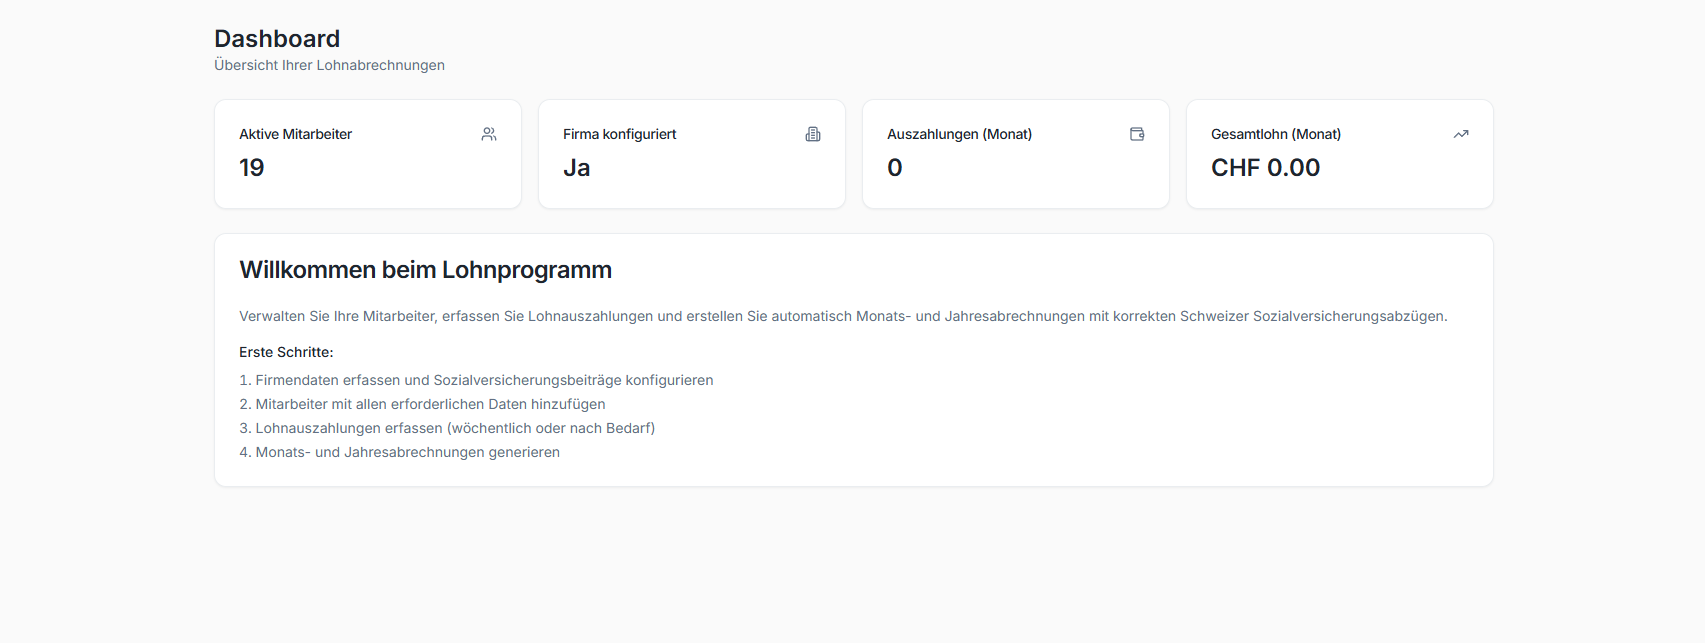 Dashboard
Übersicht Ihrer Lohnabrechnungen
Aktive Mitarbeiter
19
Firma konfiguriert
Ja
Auszahlungen (Monat)
0
Gesamtlohn (Monat)
CHF 0.00
Willkommen beim Lohnprogramm
Verwalten Sie Ihre Mitarbeiter, erfassen Sie Lohnauszahlungen und erstellen Sie automatisch Monats- und Jahresabrechnungen mit korrekten Schweizer Sozialversicherungsabzügen.
Erste Schritte:
1. Firmendaten erfassen und Sozialversicherungsbeiträge konfigurieren
2. Mitarbeiter mit allen erforderlichen Daten hinzufügen
3. Lohnauszahlungen erfassen (wöchentlich oder nach Bedarf)
4. Monats- und Jahresabrechnungen generieren